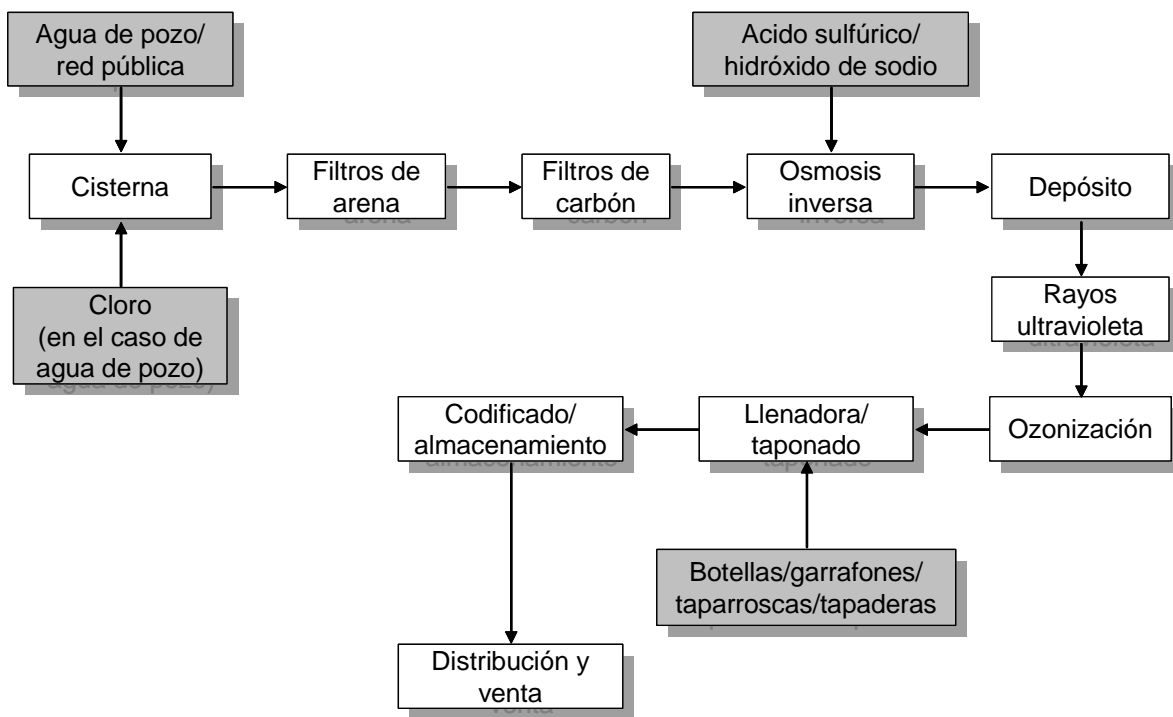 Agua de pozo/
red pública
Acido sulfúrico/
hidróxido de sodio
Cisterna
Filtros de
arena
Filtros de
carbón
Osmosis
inversa
Depósito
Cloro
(en el caso de
agua de pozo)
Rayos
ultravioleta
Codificado/
almacenamiento
Llenadora/
taponado
Ozonización
Botellas/garrafones/
taparroscas/tapaderas
Distribución y
venta